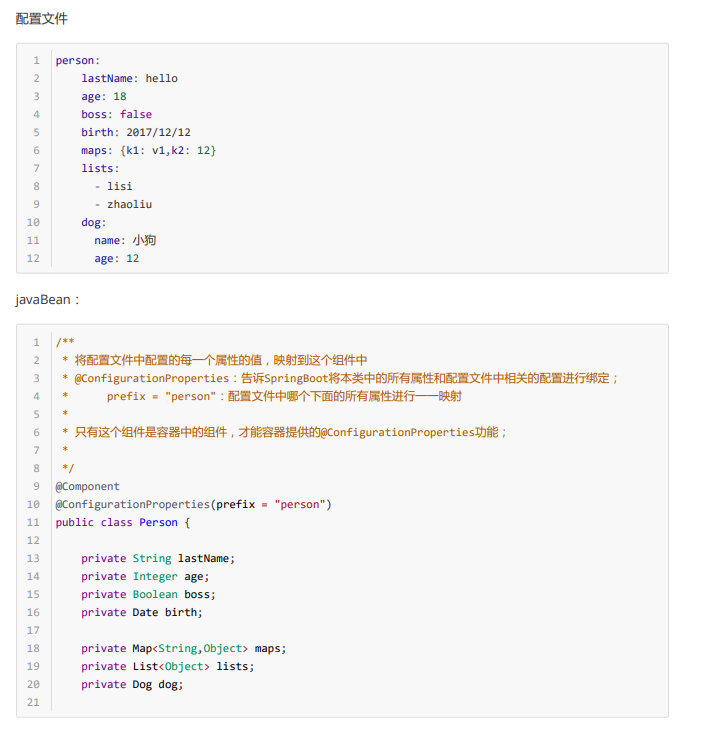 配置文件
1 person:
2     lastName: hello
3     age: 18
4     boss: false
5     birth: 2017/12/12
6     maps: {k1: v1,k2: 12}
7     lists:
8       - lisi
9       - zhaoliu
10     dog:
11       name: 小狗
12       age: 12
javaBean：
1 /**
2  * 将配置文件中配置的每一个属性的值，映射到这个组件中
3  * @ConfigurationProperties：告诉SpringBoot将本类中的所有属性和配置文件中相关的配置进行绑定；
4  *      prefix = "person"：配置文件中哪个下面的所有属性进行一一映射
5  *
6  * 只有这个组件是容器中的组件，才能容器提供的@ConfigurationProperties功能；
7  *
8  */
9 @Component
10 @ConfigurationProperties(prefix = "person")
11 public class Person {
12
13     private String lastName;
14     private Integer age;
15     private Boolean boss;
16     private Date birth;
17
18     private Map<String,Object> maps;
19     private List<Object> lists;
20     private Dog dog;
21